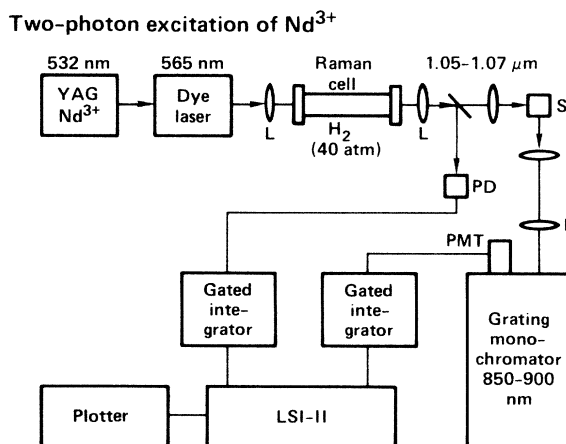 Two-photon excitation of Nd³⁺
532 nm
565 nm
Raman
cell
1.05–1.07 μm
YAG
Nd³⁺
Dye
laser
L
H₂
(40 atm)
L
S
PD
PMT
Gated
inte-
grator
Gated
inte-
grator
Grating
mono-
chromator
850–900
nm
Plotter
LSI-II